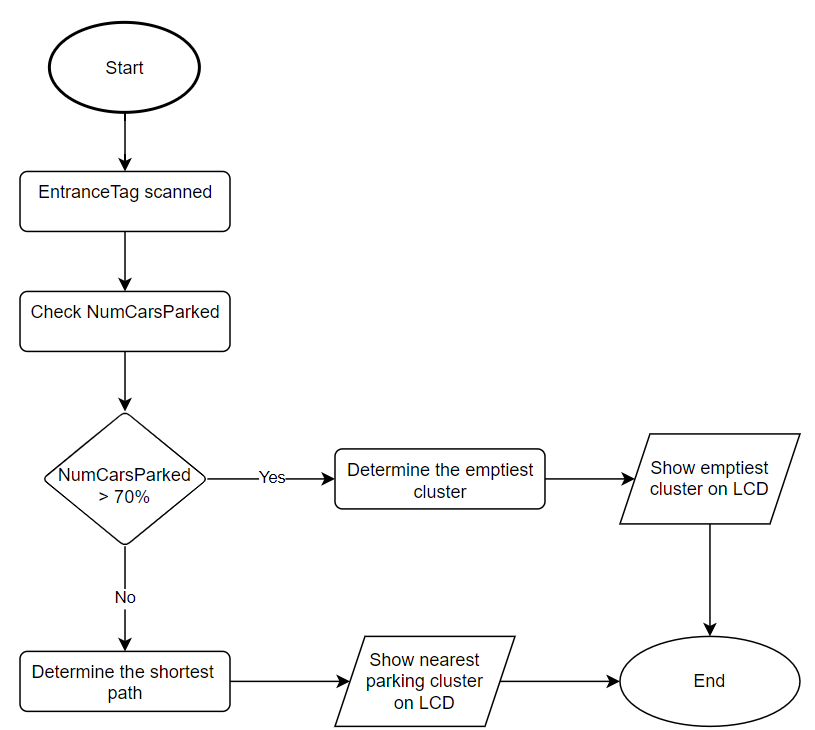 Start
EntranceTag scanned
Check NumCarsParked
NumCarsParked
> 70%
Yes
Determine the emptiest
cluster
Show emptiest
cluster on LCD
No
Determine the shortest
path
Show nearest
parking cluster
on LCD
End